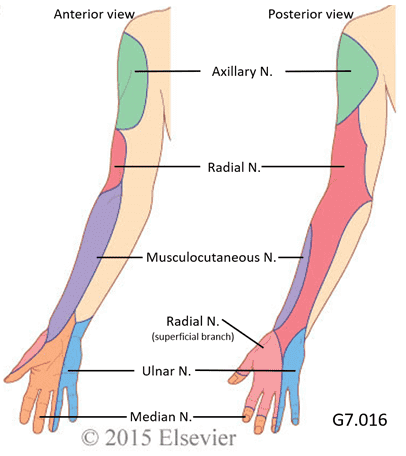 Anterior view
Posterior view
Axillary N.
Radial N.
Musculocutaneous N.
Radial N.
(superficial branch)
Ulnar N.
Median N.
G7.016
© 2015 Elsevier